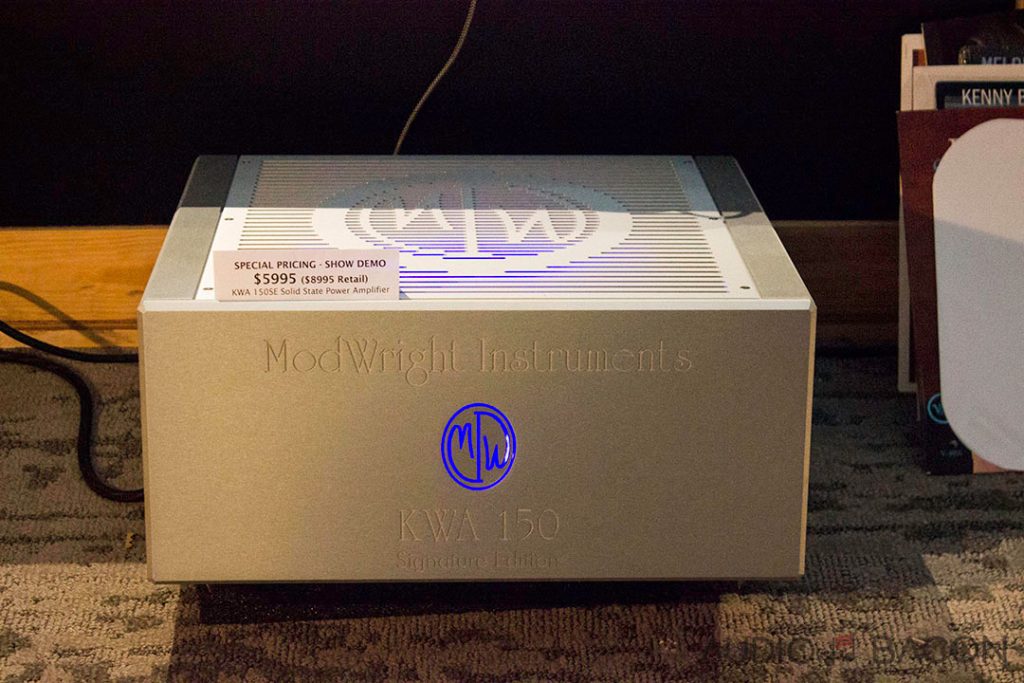 KENNY B
SPECIAL PRICING - SHOW DEMO
$5995 ($8995 Retail)
KWA 150SE Solid State Power Amplifier
ModWright Instruments
MW
KWA 150
Signature Edition
AUDIO BACON